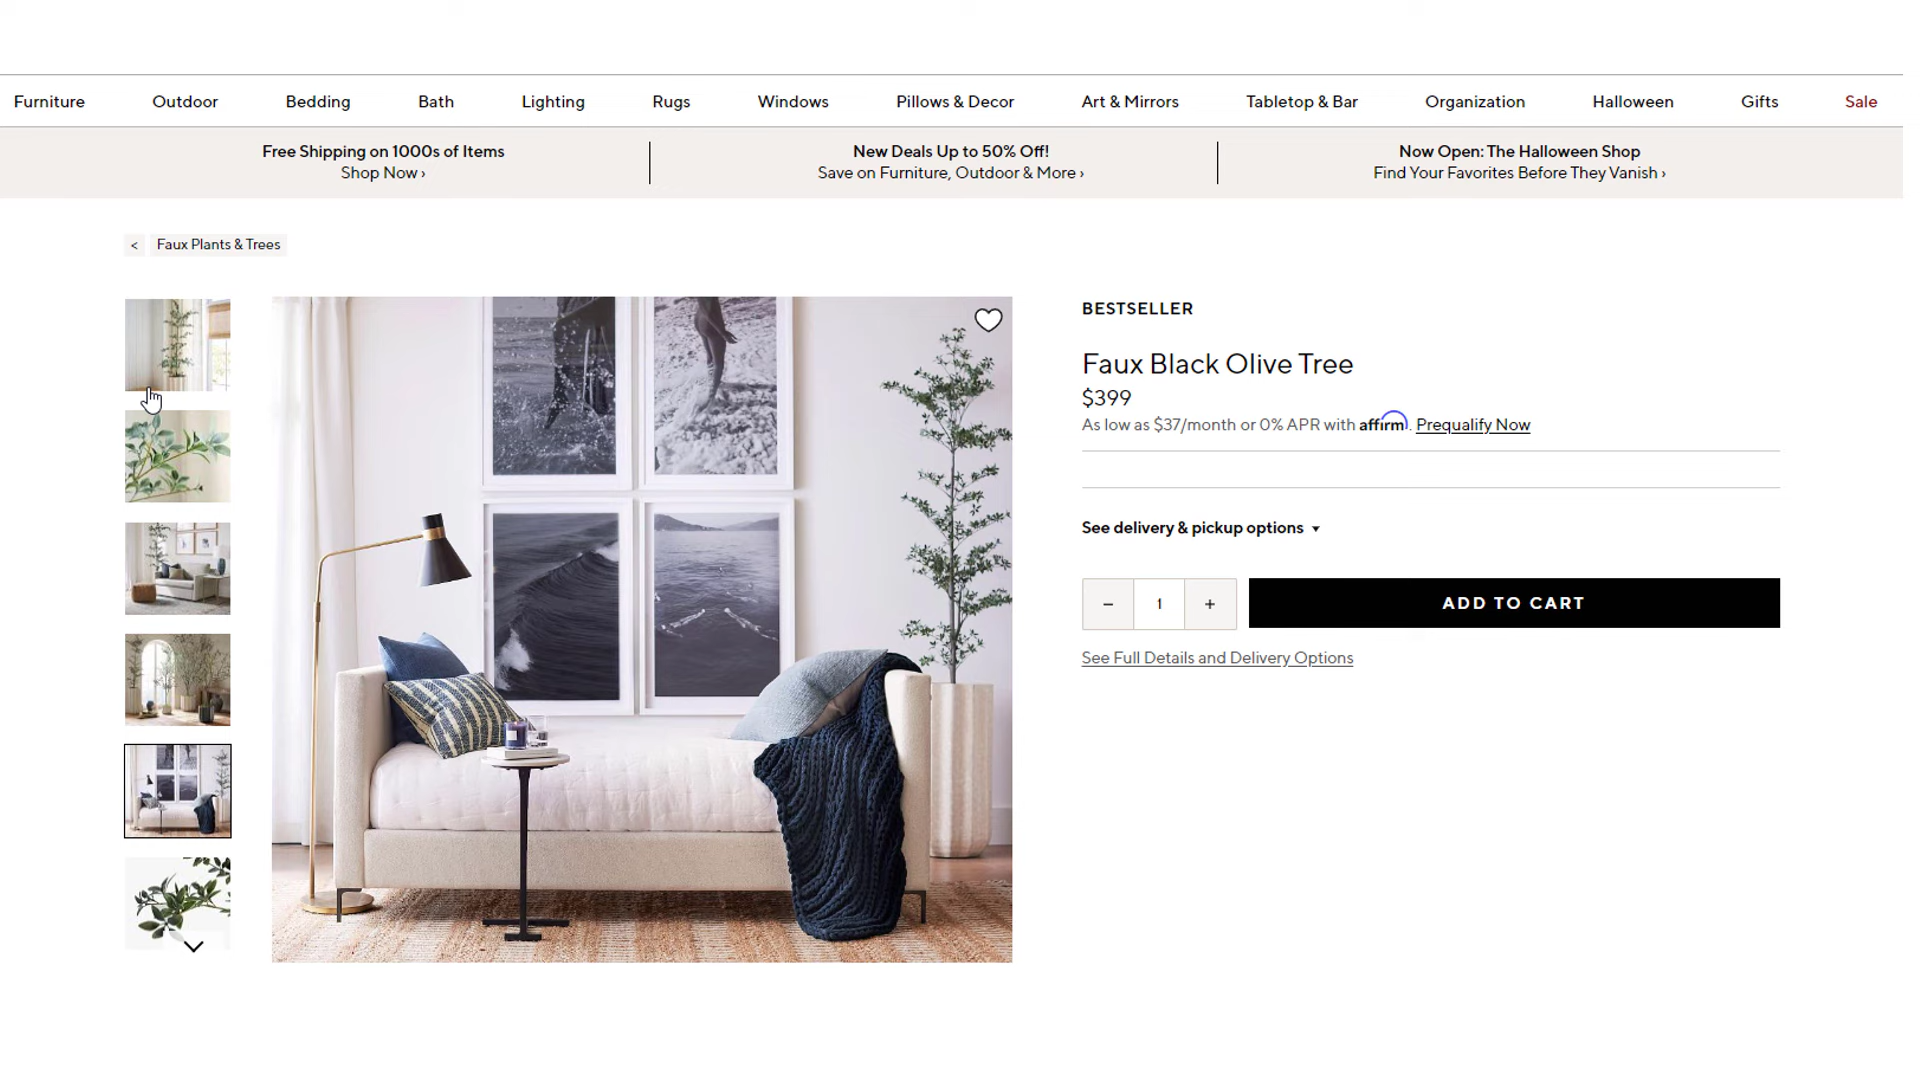 Furniture
Outdoor
Bedding
Bath
Lighting
Rugs
Windows
Pillows & Decor
Art & Mirrors
Tabletop & Bar
Organization
Halloween
Gifts
Sale
Free Shipping on 1000s of Items
Shop Now ›
New Deals Up to 50% Off!
Save on Furniture, Outdoor & More ›
Now Open: The Halloween Shop
Find Your Favorites Before They Vanish ›
< Faux Plants & Trees
BESTSELLER
Faux Black Olive Tree
$399
As low as $37/month or 0% APR with affirm. Prequalify Now
See delivery & pickup options
– 1 +
ADD TO CART
See Full Details and Delivery Options